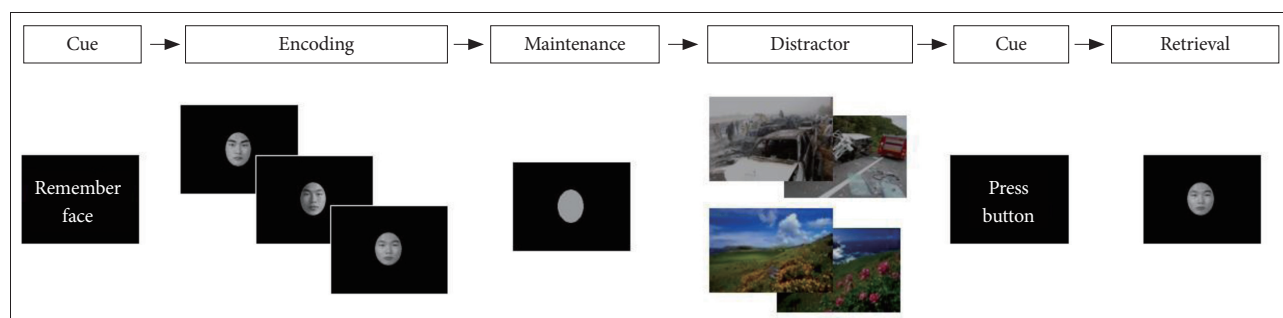 Cue
Encoding
Maintenance
Distractor
Cue
Retrieval
Remember
face
Press
button